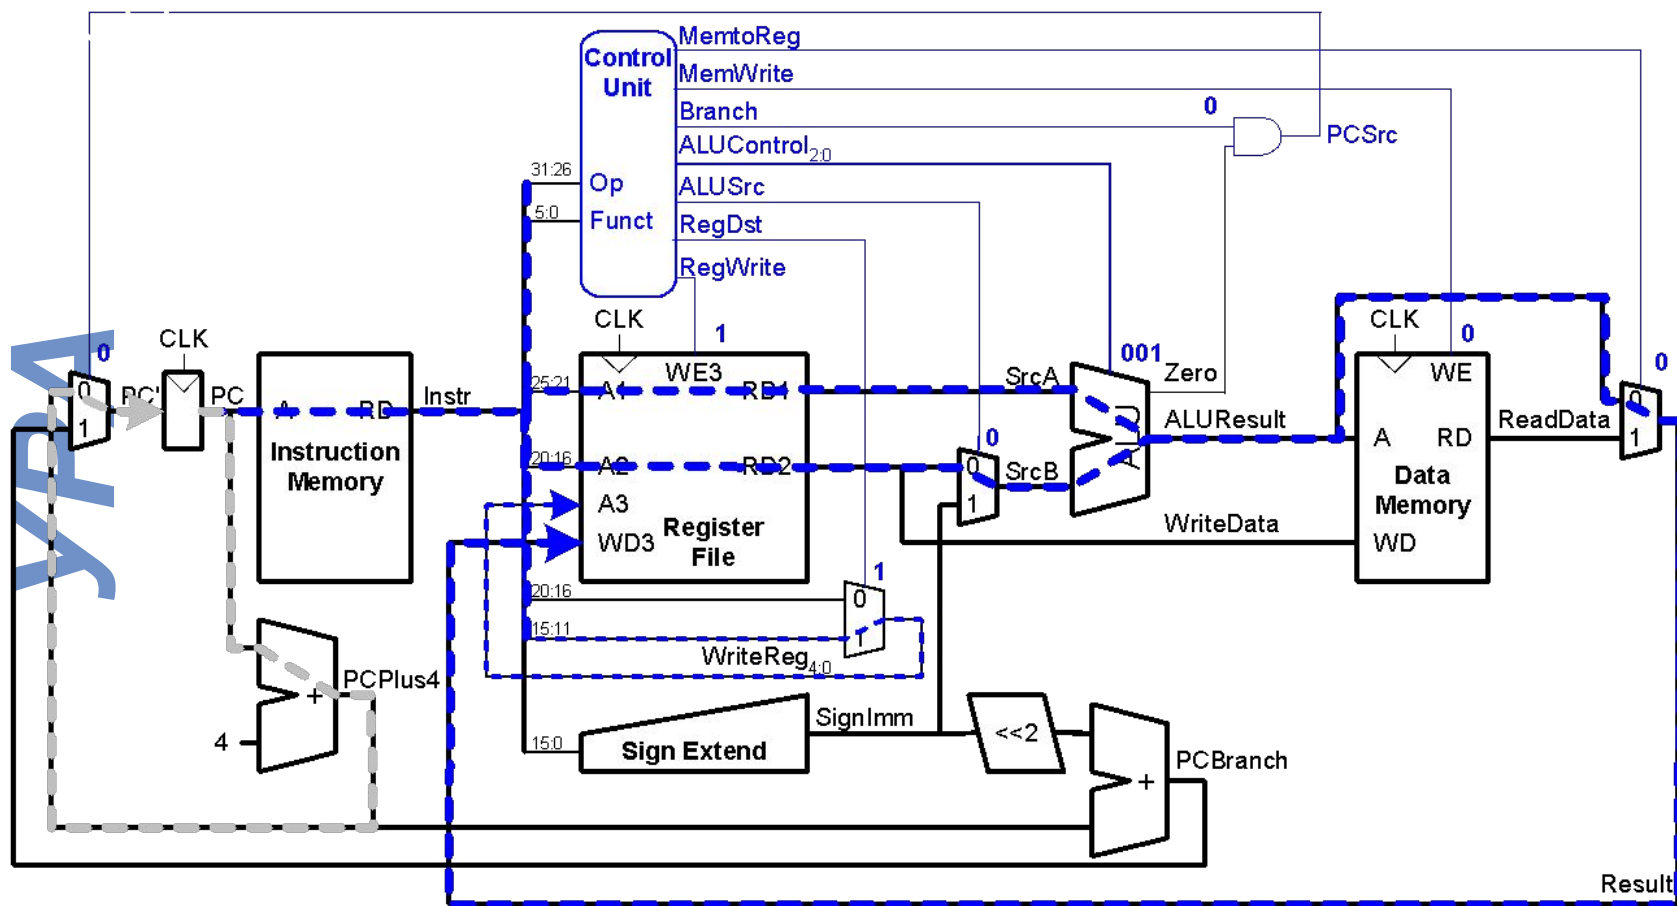 MemtoReg
Control
Unit
MemWrite
Branch
0
PCSrc
ALUControl2:0
31:26
Op
ALUSrc
5:0
Funct
RegDst
RegWrite
CLK
CLK
CLK
0
1
001
0
0
PC'
PC
0
1
A
RD
Instr
Instruction
Memory
25:21
A1
WE3
RD1
SrcA
Zero
WE
0
1
ReadData
20:16
A2
RD2
0
0
1
SrcB
ALU
ALUResult
A
RD
Data
Memory
A3
WD3
Register
File
WriteData
WD
20:16
15:11
0
1
1
WriteReg4:0
PCPlus4
+
4
15:0
Sign Extend
SignImm
<<2
+
PCBranch
Result